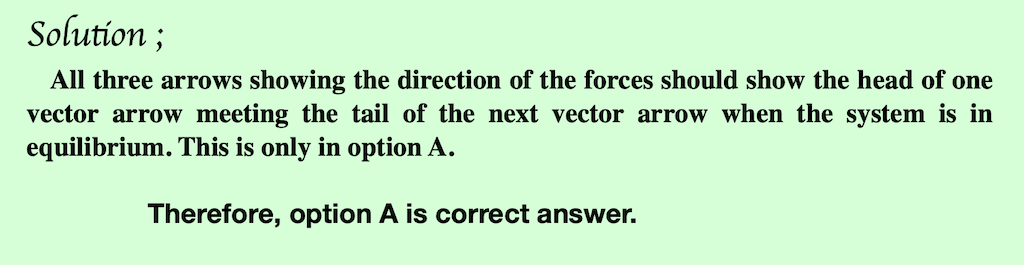 Solution ;
All three arrows showing the direction of the forces should show the head of one
vector arrow meeting the tail of the next vector arrow when the system is in
equilibrium. This is only in option A.
Therefore, option A is correct answer.